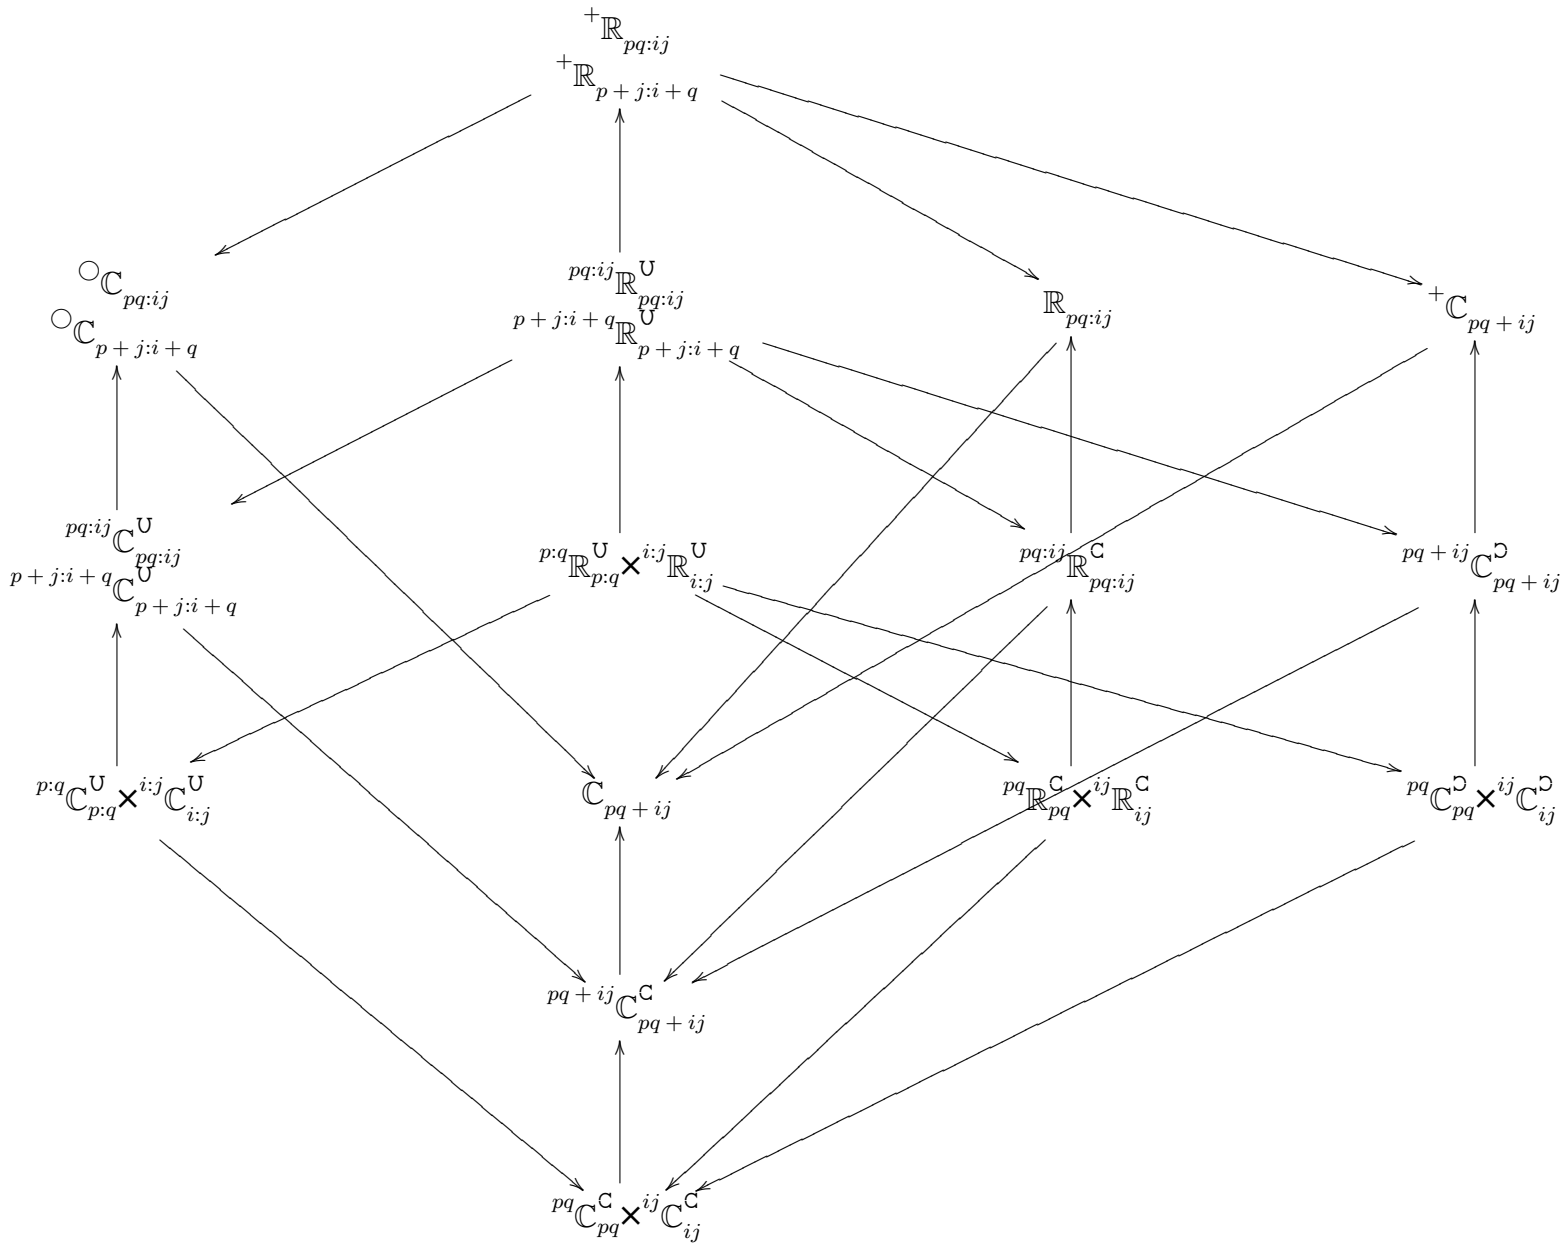 ⁺ℝ_{pq:ij}
⁺ℝ_{p+j:i+q}
^{○}ℂ_{pq:ij}
^{○}ℂ_{p+j:i+q}
^{pq:ij}ℝ^{℧}_{pq:ij}
^{p+j:i+q}ℝ^{℧}_{p+j:i+q}
ℝ_{pq:ij}
⁺ℂ_{pq+ij}
^{pq:ij}ℂ^{℧}_{pq:ij}
^{p+j:i+q}ℂ^{℧}_{p+j:i+q}
^{p:q}ℝ^{℧}_{p:q}×^{i:j}ℝ^{℧}_{i:j}
^{pq:ij}ℝ^{C}_{pq:ij}
^{pq+ij}ℂ^{Ɔ}_{pq+ij}
^{p:q}ℂ^{℧}_{p:q}×^{i:j}ℂ^{℧}_{i:j}
ℂ_{pq+ij}
^{pq}ℝ^{C}_{pq}×^{ij}ℝ^{C}_{ij}
^{pq}ℂ^{Ɔ}_{pq}×^{ij}ℂ^{Ɔ}_{ij}
^{pq+ij}ℂ^{C}_{pq+ij}
^{pq}ℂ^{C}_{pq}×^{ij}ℂ^{C}_{ij}